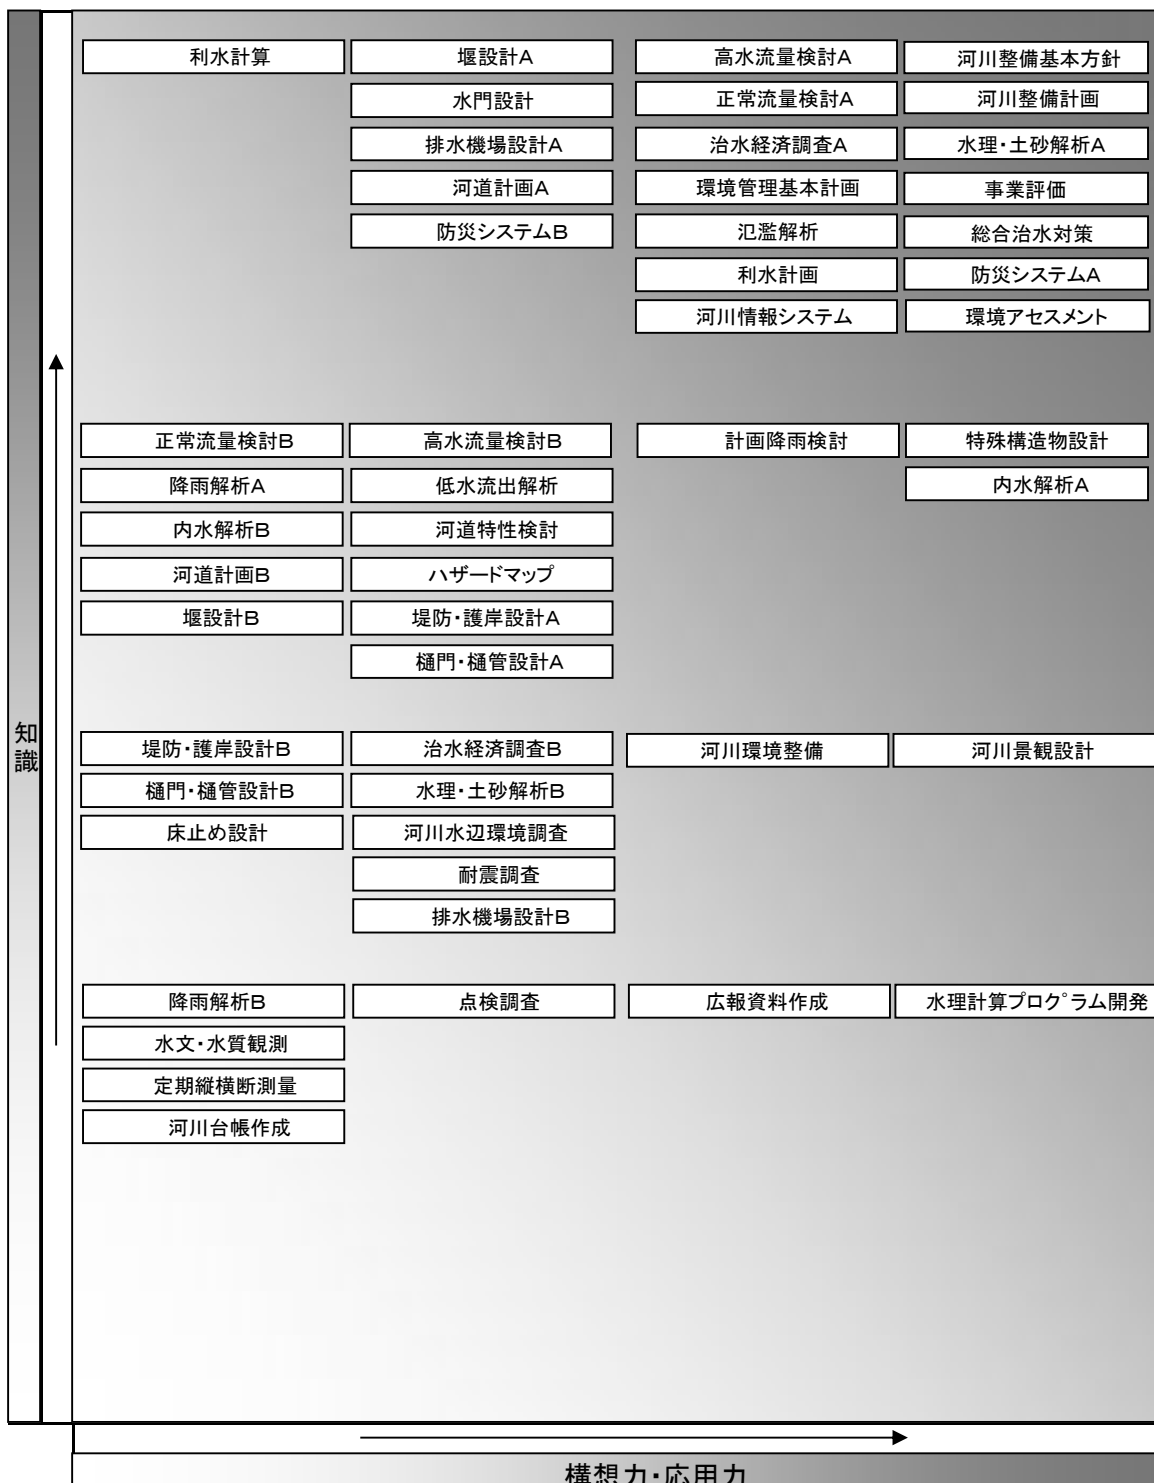 利水計算
堰設計A
高水流量検討A
河川整備基本方針
水門設計
正常流量検討A
河川整備計画
排水機場設計A
治水経済調査A
水理・土砂解析A
河道計画A
環境管理基本計画
事業評価
防災システムB
氾濫解析
総合治水対策
利水計画
防災システムA
河川情報システム
環境アセスメント
正常流量検討B
高水流量検討B
計画降雨検討
特殊構造物設計
降雨解析A
低水流出解析
内水解析A
内水解析B
河道特性検討
河道計画B
ハザードマップ
堰設計B
堤防・護岸設計A
樋門・樋管設計A
知識
堤防・護岸設計B
治水経済調査B
河川環境整備
河川景観設計
樋門・樋管設計B
水理・土砂解析B
床止め設計
河川水辺環境調査
耐震調査
排水機場設計B
降雨解析B
点検調査
広報資料作成
水理計算プログラム開発
水文・水質観測
定期縦横断測量
河川台帳作成
構想力・応用力